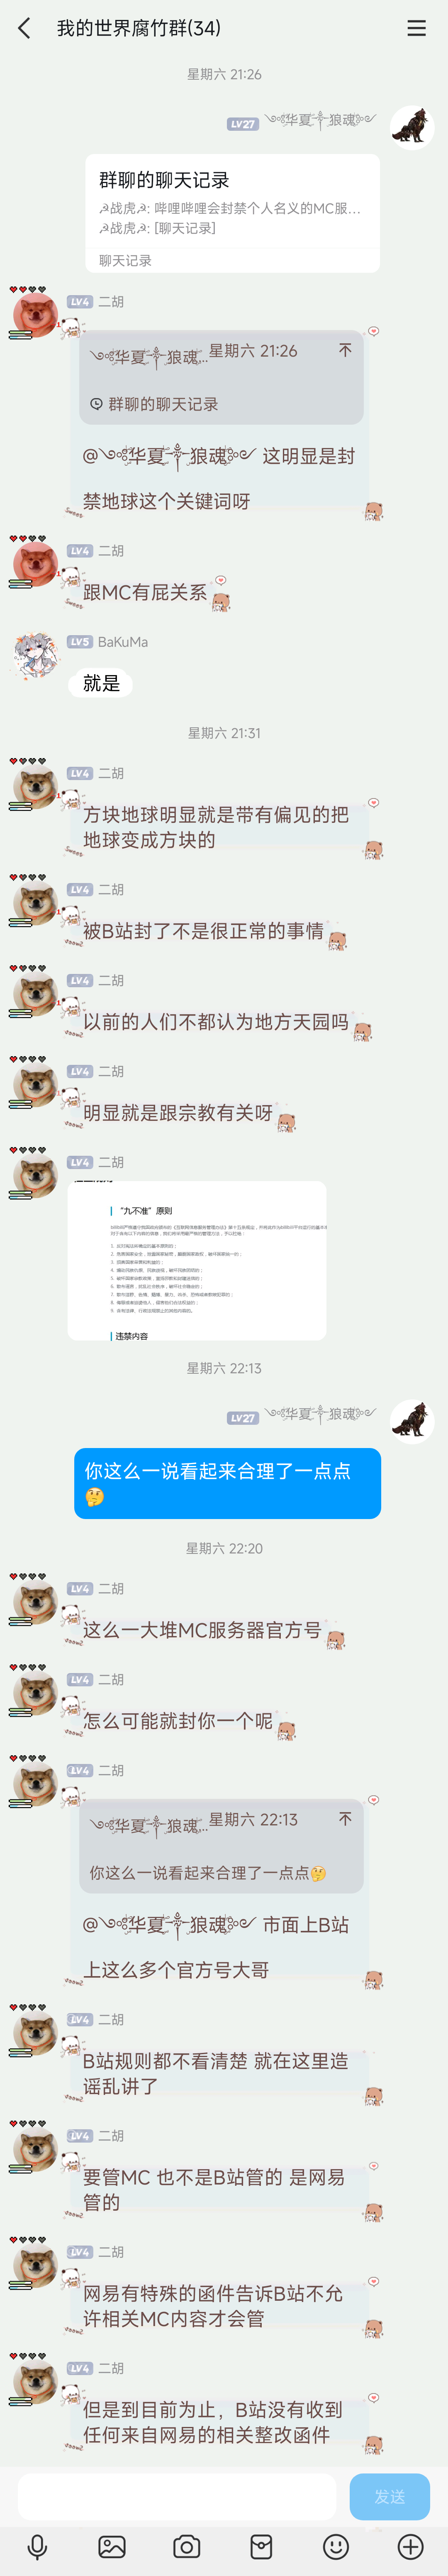 我的世界腐竹群(34)
星期六 21:26
LV27 华夏 狼魂
群聊的聊天记录
战虎: 哔哩哔哩会封禁个人名义的MC服...
战虎: [聊天记录]
聊天记录
LV4 二胡
华夏 狼魂... 星期六 21:26
群聊的聊天记录
@华夏 狼魂 这明显是封
禁地球这个关键词呀
LV4 二胡
跟MC有屁关系
LV5 BaKuMa
就是
星期六 21:31
LV4 二胡
方块地球明显就是带有偏见的把
地球变成方块的
LV4 二胡
被B站封了不是很正常的事情
LV4 二胡
以前的人们不都认为地方天园吗
LV4 二胡
明显就是跟宗教有关呀
LV4 二胡
“九不准”原则
违禁内容
星期六 22:13
LV27 华夏 狼魂
你这么一说看起来合理了一点点
🤔
星期六 22:20
LV4 二胡
这么一大堆MC服务器官方号
LV4 二胡
怎么可能就封你一个呢
LV4 二胡
华夏 狼魂... 星期六 22:13
你这么一说看起来合理了一点点🤔
@华夏 狼魂 市面上B站
上这么多个官方号大哥
LV4 二胡
B站规则都不看清楚 就在这里造
谣乱讲了
LV4 二胡
要管MC 也不是B站管的 是网易
管的
LV4 二胡
网易有特殊的函件告诉B站不允
许相关MC内容才会管
LV4 二胡
但是到目前为止，B站没有收到
任何来自网易的相关整改函件
发送